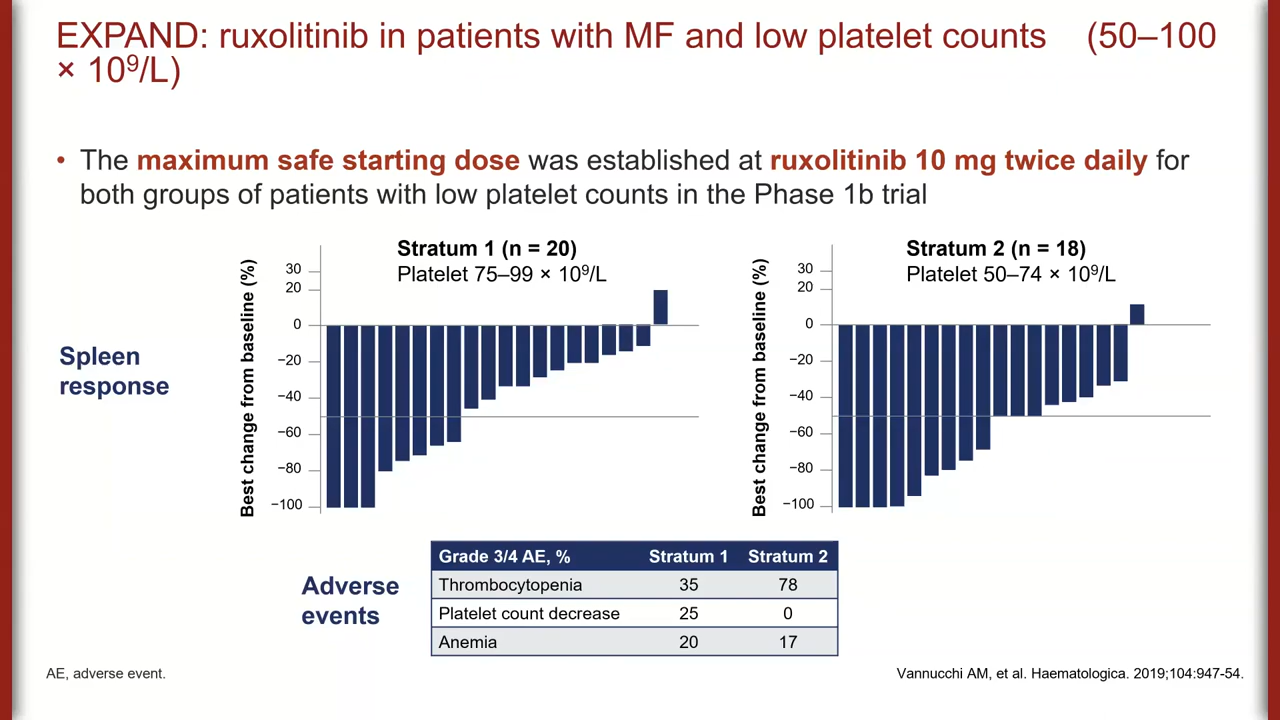 EXPAND: ruxolitinib in patients with MF and low platelet counts (50–100
× 10⁹/L)
• The maximum safe starting dose was established at ruxolitinib 10 mg twice daily for
both groups of patients with low platelet counts in the Phase 1b trial
Spleen
response
Best change from baseline (%)
30
20
0
−20
−40
−60
−80
−100
Stratum 1 (n = 20)
Platelet 75–99 × 10⁹/L
Best change from baseline (%)
30
20
0
−20
−40
−60
−80
−100
Stratum 2 (n = 18)
Platelet 50–74 × 10⁹/L
Adverse
events
Grade 3/4 AE, % Stratum 1 Stratum 2
Thrombocytopenia 35 78
Platelet count decrease 25 0
Anemia 20 17
AE, adverse event.
Vannucchi AM, et al. Haematologica. 2019;104:947-54.